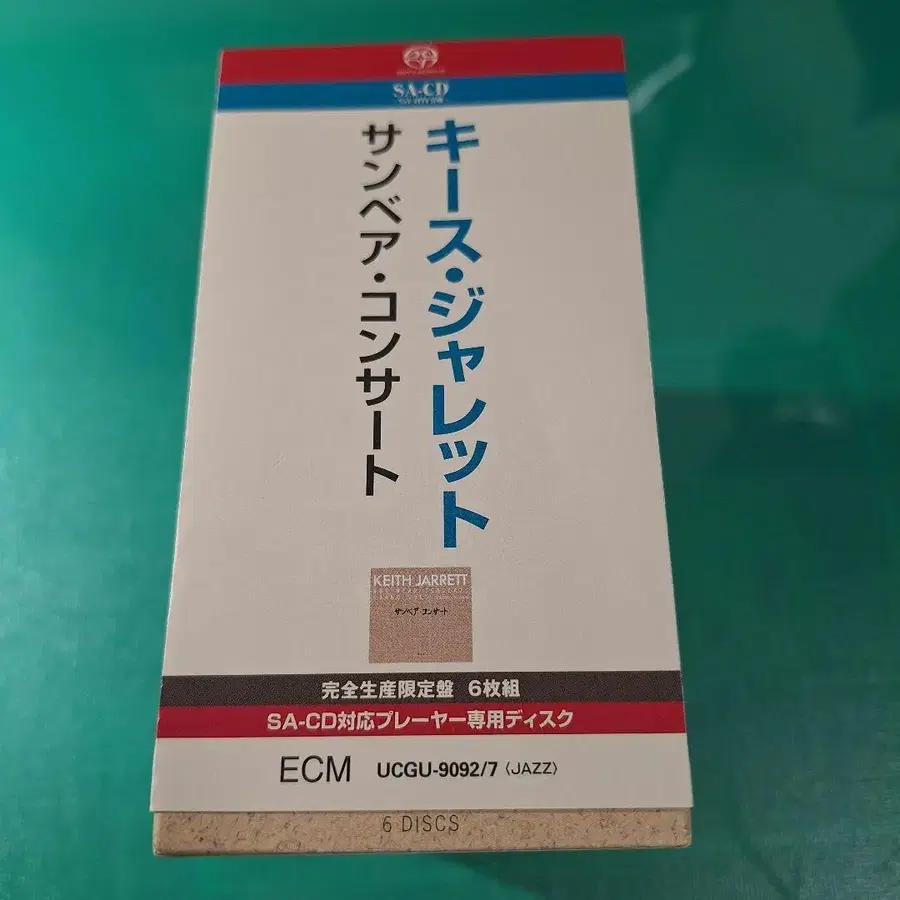 SA-CD
キース・ジャレット
サンベア・コンサート
KEITH JARRETT
サンベア コンサート
完全生産限定盤 6枚組
SA-CD対応プレーヤー専用ディスク
ECM UCGU-9092/7 〈JAZZ〉
6 DISCS